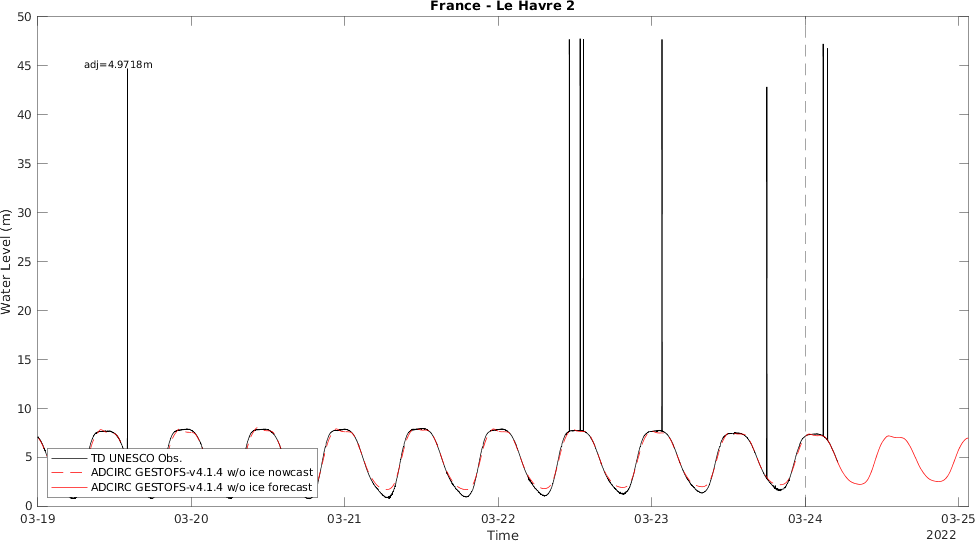 France - Le Havre 2
50
45
40
35
30
25
20
15
10
5
0
Water Level (m)
adj=4.9718m
TD UNESCO Obs.
ADCIRC GESTOFS-v4.1.4 w/o ice nowcast
ADCIRC GESTOFS-v4.1.4 w/o ice forecast
03-19 03-20 03-21 03-22 03-23 03-24 03-25
Time 2022